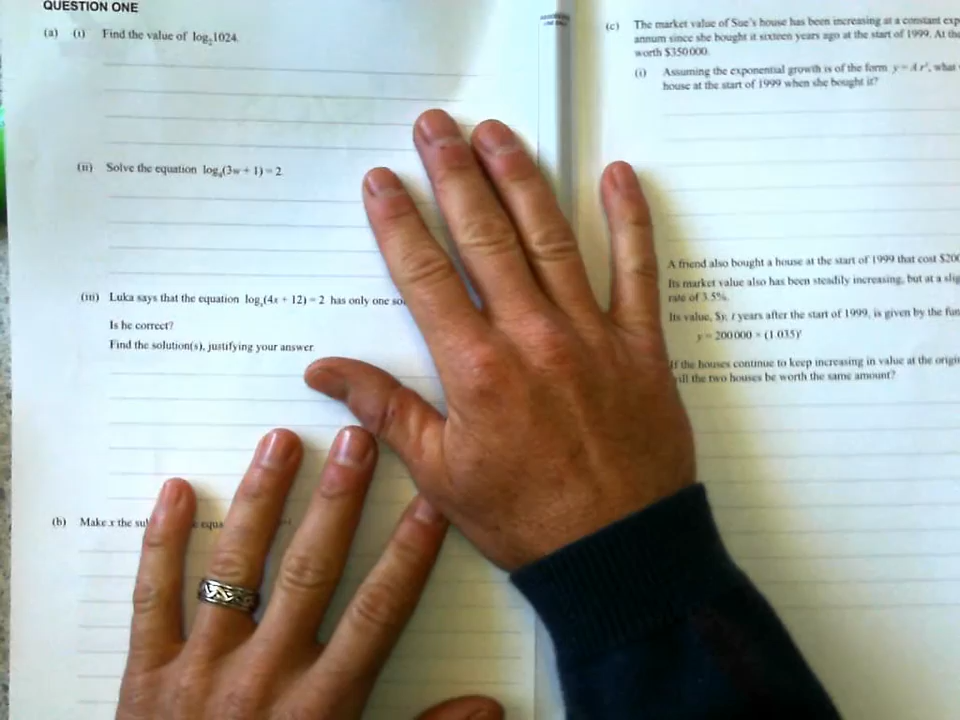 QUESTION ONE
(a) (i) Find the value of log₂1024.
(ii) Solve the equation log₄(3w + 1) = 2.
(iii) Luka says that the equation logₓ(4x + 12) = 2 has only one
Is he correct?
Find the solution(s), justifying your answer.
(b) Make x the
(c) The market value of Sue's house has been increasing at a constant
annum since she bought it sixteen years ago at the start of 1999. At
worth $350 000.
(i) Assuming the exponential growth is of the form y = A rᵗ, what
house at the start of 1999 when she bought it?
A friend also bought a house at the start of 1999 that cost
Its market value also has been steadily increasing, but at a
rate of 3.5%.
Its value, $y, t years after the start of 1999, is given by the
y = 200 000 × (1.035)ᵗ
If the houses continue to keep increasing in value at the
will the two houses be worth the same amount?